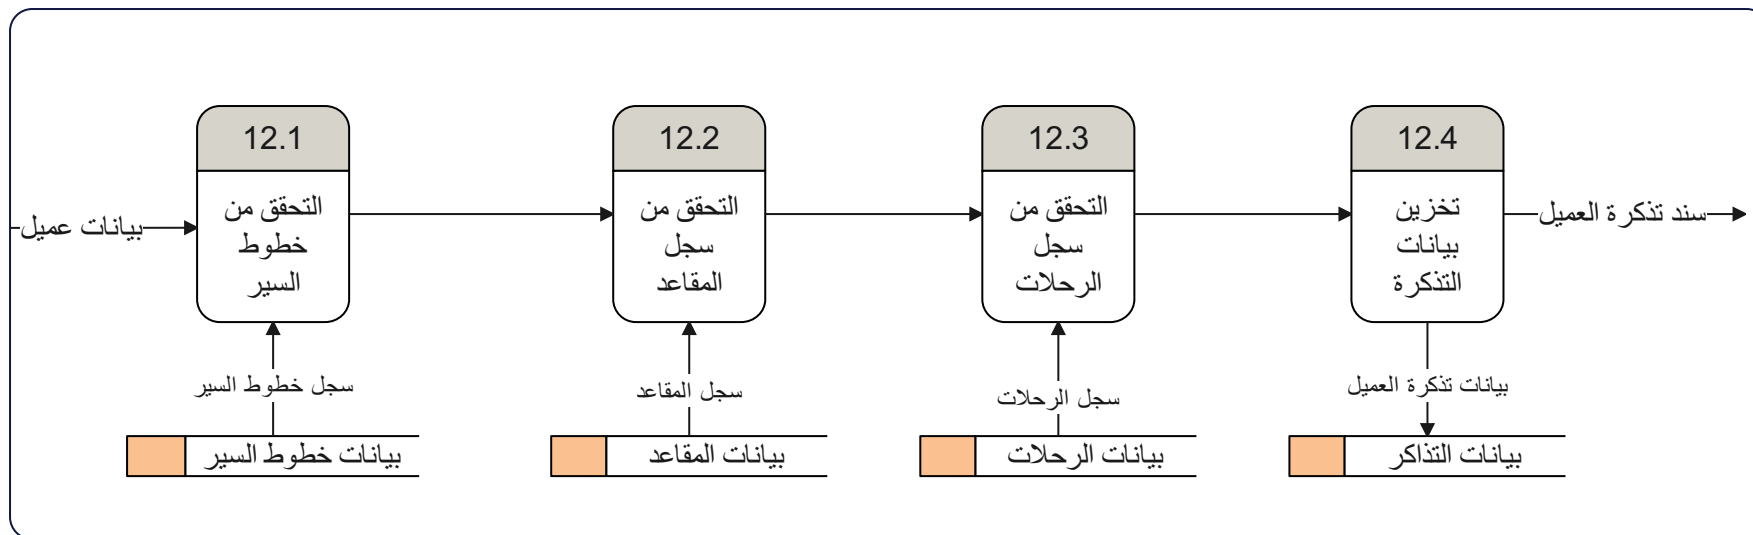 12.1
12.2
12.3
12.4
بيانات عميل
التحقق من
خطوط
السير
التحقق من
سجل
المقاعد
التحقق من
سجل
الرحلات
تخزين
بيانات
التذكرة
سند تذكرة العميل
سجل خطوط السير
سجل المقاعد
سجل الرحلات
بيانات تذكرة العميل
بيانات خطوط السير
بيانات المقاعد
بيانات الرحلات
بيانات التذاكر